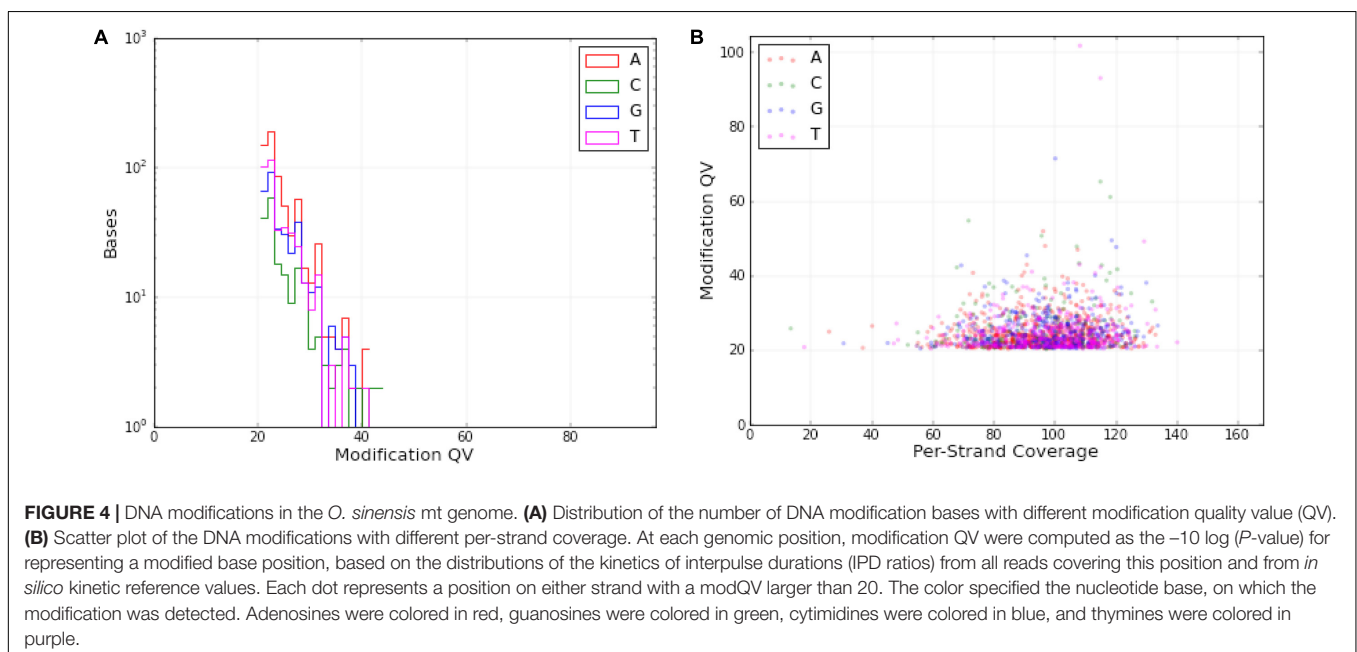 A
10³
10²
10¹
10⁰
Bases
0 20 40 60 80
Modification QV
A
C
G
T
B
100
80
60
40
20
0
Modification QV
0 20 40 60 80 100 120 140 160
Per-Strand Coverage
A
C
G
T
FIGURE 4 | DNA modifications in the O. sinensis mt genome. (A) Distribution of the number of DNA modification bases with different modification quality value (QV).
(B) Scatter plot of the DNA modifications with different per-strand coverage. At each genomic position, modification QV were computed as the –10 log (P-value) for
representing a modified base position, based on the distributions of the kinetics of interpulse durations (IPD ratios) from all reads covering this position and from in
silico kinetic reference values. Each dot represents a position on either strand with a modQV larger than 20. The color specified the nucleotide base, on which the
modification was detected. Adenosines were colored in red, guanosines were colored in green, cytimidines were colored in blue, and thymines were colored in
purple.